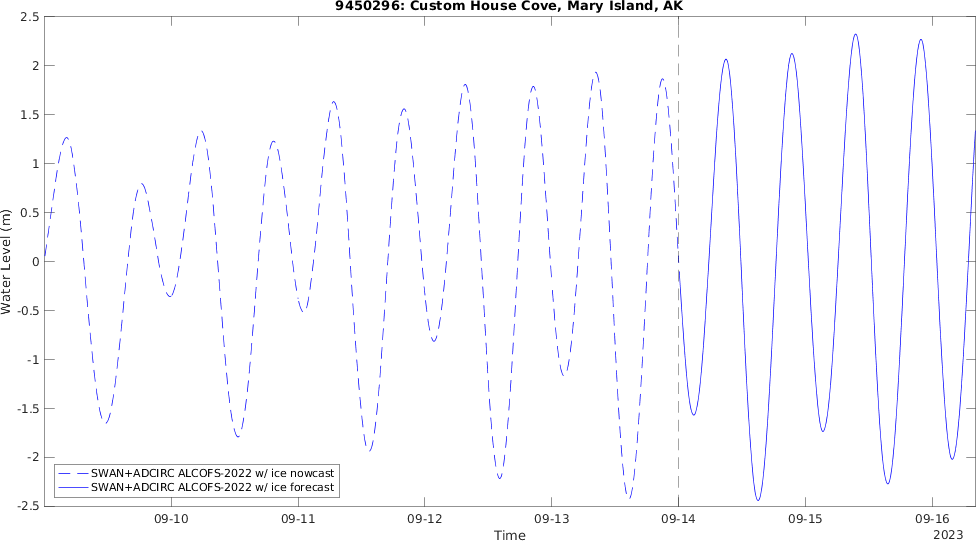 9450296: Custom House Cove, Mary Island, AK
2.5
2
1.5
1
0.5
0
-0.5
-1
-1.5
-2
-2.5
Water Level (m)
SWAN+ADCIRC ALCOFS-2022 w/ ice nowcast
SWAN+ADCIRC ALCOFS-2022 w/ ice forecast
09-10 09-11 09-12 09-13 09-14 09-15 09-16
Time
2023